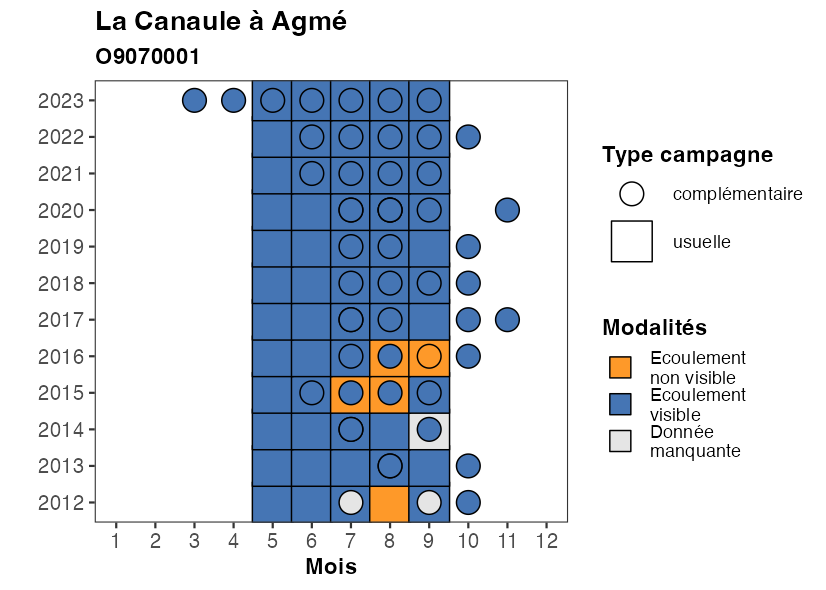 La Canaule à Agmé
O9070001
2023
2022
2021
2020
2019
2018
2017
2016
2015
2014
2013
2012
1 2 3 4 5 6 7 8 9 10 11 12
Mois
Type campagne
complémentaire
usuelle
Modalités
Ecoulement
non visible
Ecoulement
visible
Donnée
manquante